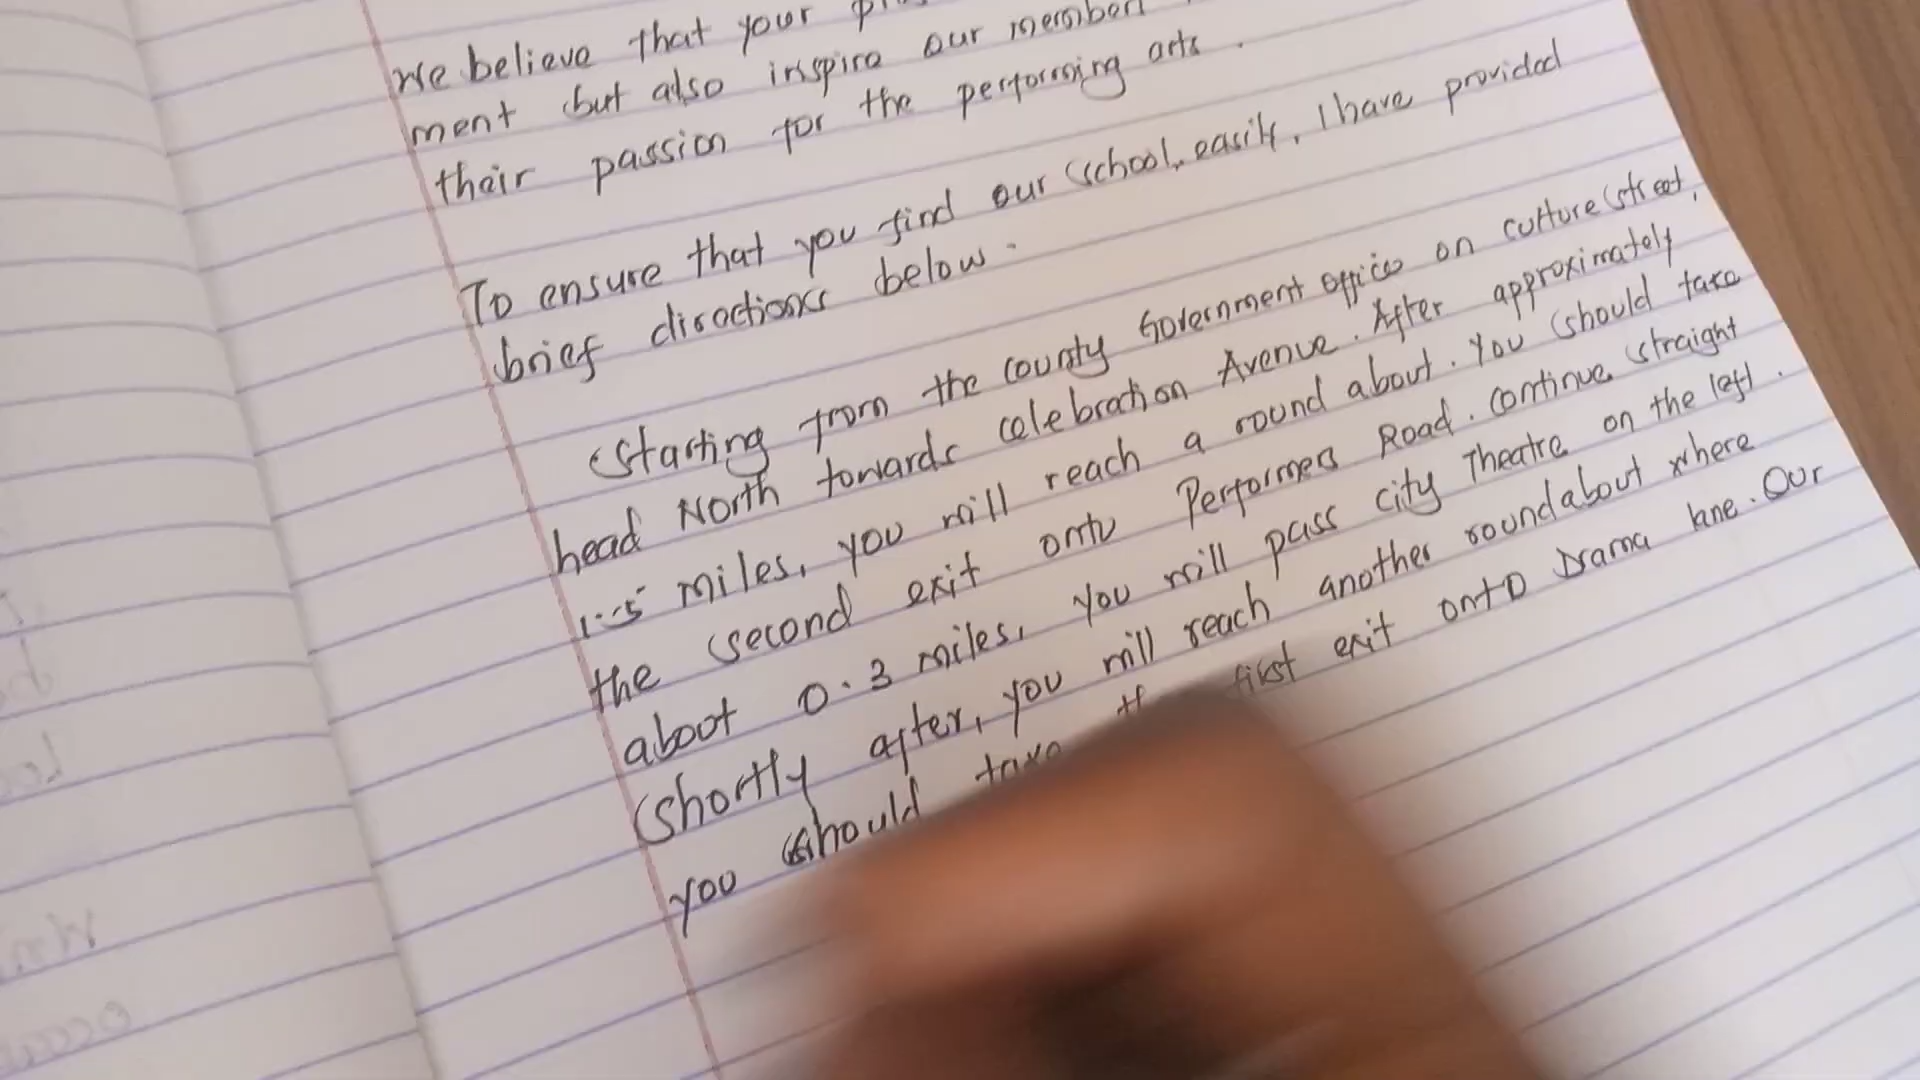 We believe that your
ment but also inspire our members
their passion for the performing arts.
To ensure that you find our school, easily, I have provided
brief directions below.
Starting from the county Government offices on culture street,
head North towards celebration Avenue. After approximately
1.5 miles, you will reach a round about. You should take
the second exit onto Performers Road. Continue straight
about 0.3 miles, you will pass city Theatre on the left.
Shortly after, you will reach another roundabout where
you should take the first exit onto Drama lane. Our